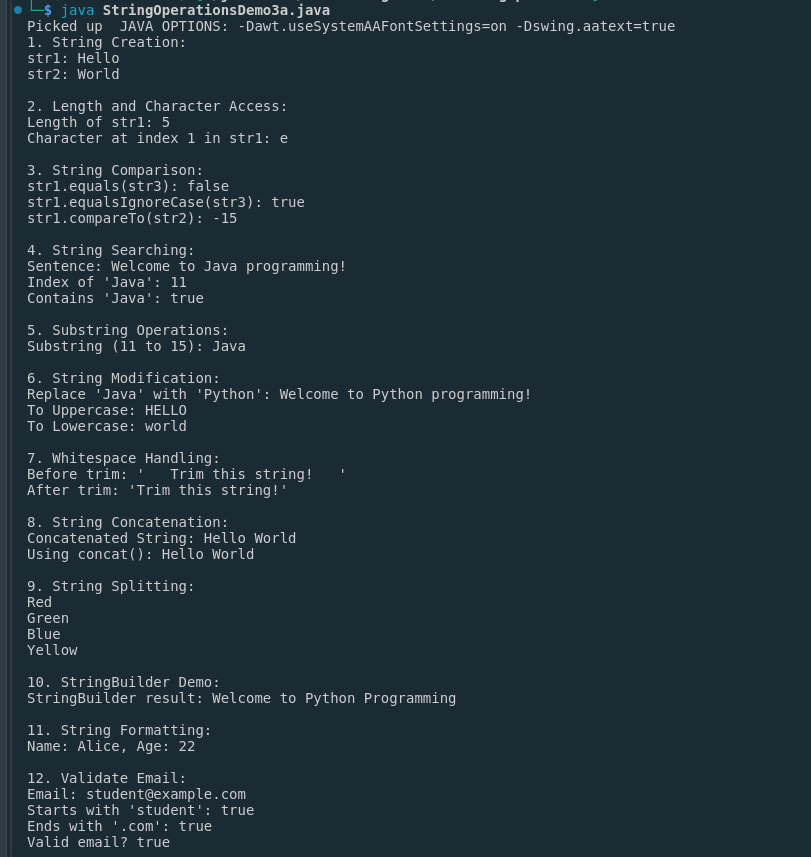 └─$ java StringOperationsDemo3a.java
Picked up _JAVA_OPTIONS: -Dawt.useSystemAAFontSettings=on -Dswing.aatext=true
1. String Creation:
str1: Hello
str2: World

2. Length and Character Access:
Length of str1: 5
Character at index 1 in str1: e

3. String Comparison:
str1.equals(str3): false
str1.equalsIgnoreCase(str3): true
str1.compareTo(str2): -15

4. String Searching:
Sentence: Welcome to Java programming!
Index of 'Java': 11
Contains 'Java': true

5. Substring Operations:
Substring (11 to 15): Java

6. String Modification:
Replace 'Java' with 'Python': Welcome to Python programming!
To Uppercase: HELLO
To Lowercase: world

7. Whitespace Handling:
Before trim: '   Trim this string!   '
After trim: 'Trim this string!'

8. String Concatenation:
Concatenated String: Hello World
Using concat(): Hello World

9. String Splitting:
Red
Green
Blue
Yellow

10. StringBuilder Demo:
StringBuilder result: Welcome to Python Programming

11. String Formatting:
Name: Alice, Age: 22

12. Validate Email:
Email: student@example.com
Starts with 'student': true
Ends with '.com': true
Valid email? true